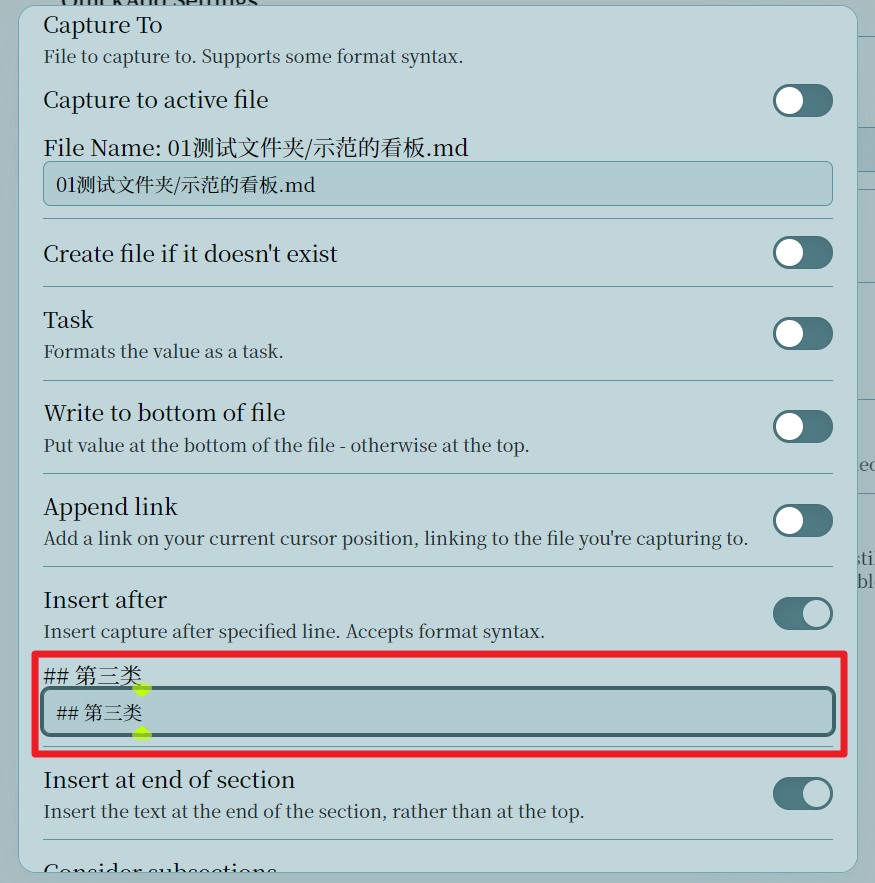 QuickAdd Settings
Capture To
File to capture to. Supports some format syntax.
Capture to active file
File Name: 01测试文件夹/示范的看板.md
01测试文件夹/示范的看板.md
Create file if it doesn't exist
Task
Formats the value as a task.
Write to bottom of file
Put value at the bottom of the file - otherwise at the top.
Append link
Add a link on your current cursor position, linking to the file you're capturing to.
Insert after
Insert capture after specified line. Accepts format syntax.
## 第三类
## 第三类
Insert at end of section
Insert the text at the end of the section, rather than at the top.
Consider subsections